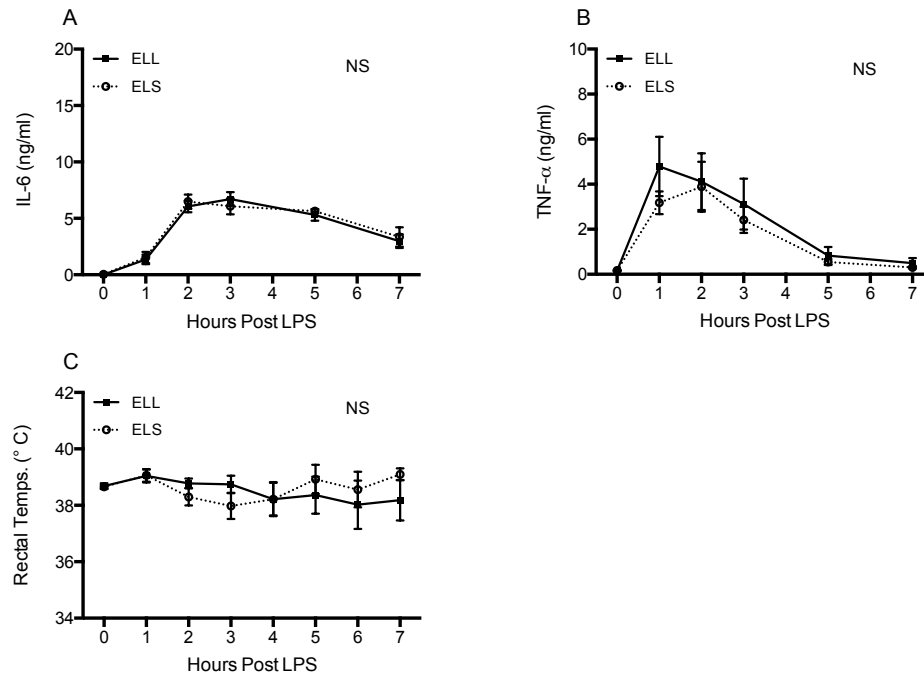 A
20
15
10
5
0
IL-6 (ng/ml)
ELL
ELS
NS
0 1 2 3 5 7
Hours Post LPS
B
10
8
6
4
2
0
TNF-α (ng/ml)
ELL
ELS
NS
0 1 2 3 4 5 6 7
Hours Post LPS
C
42
40
38
36
34
Rectal Temps. (° C)
ELL
ELS
NS
0 1 2 3 4 5 6 7
Hours Post LPS